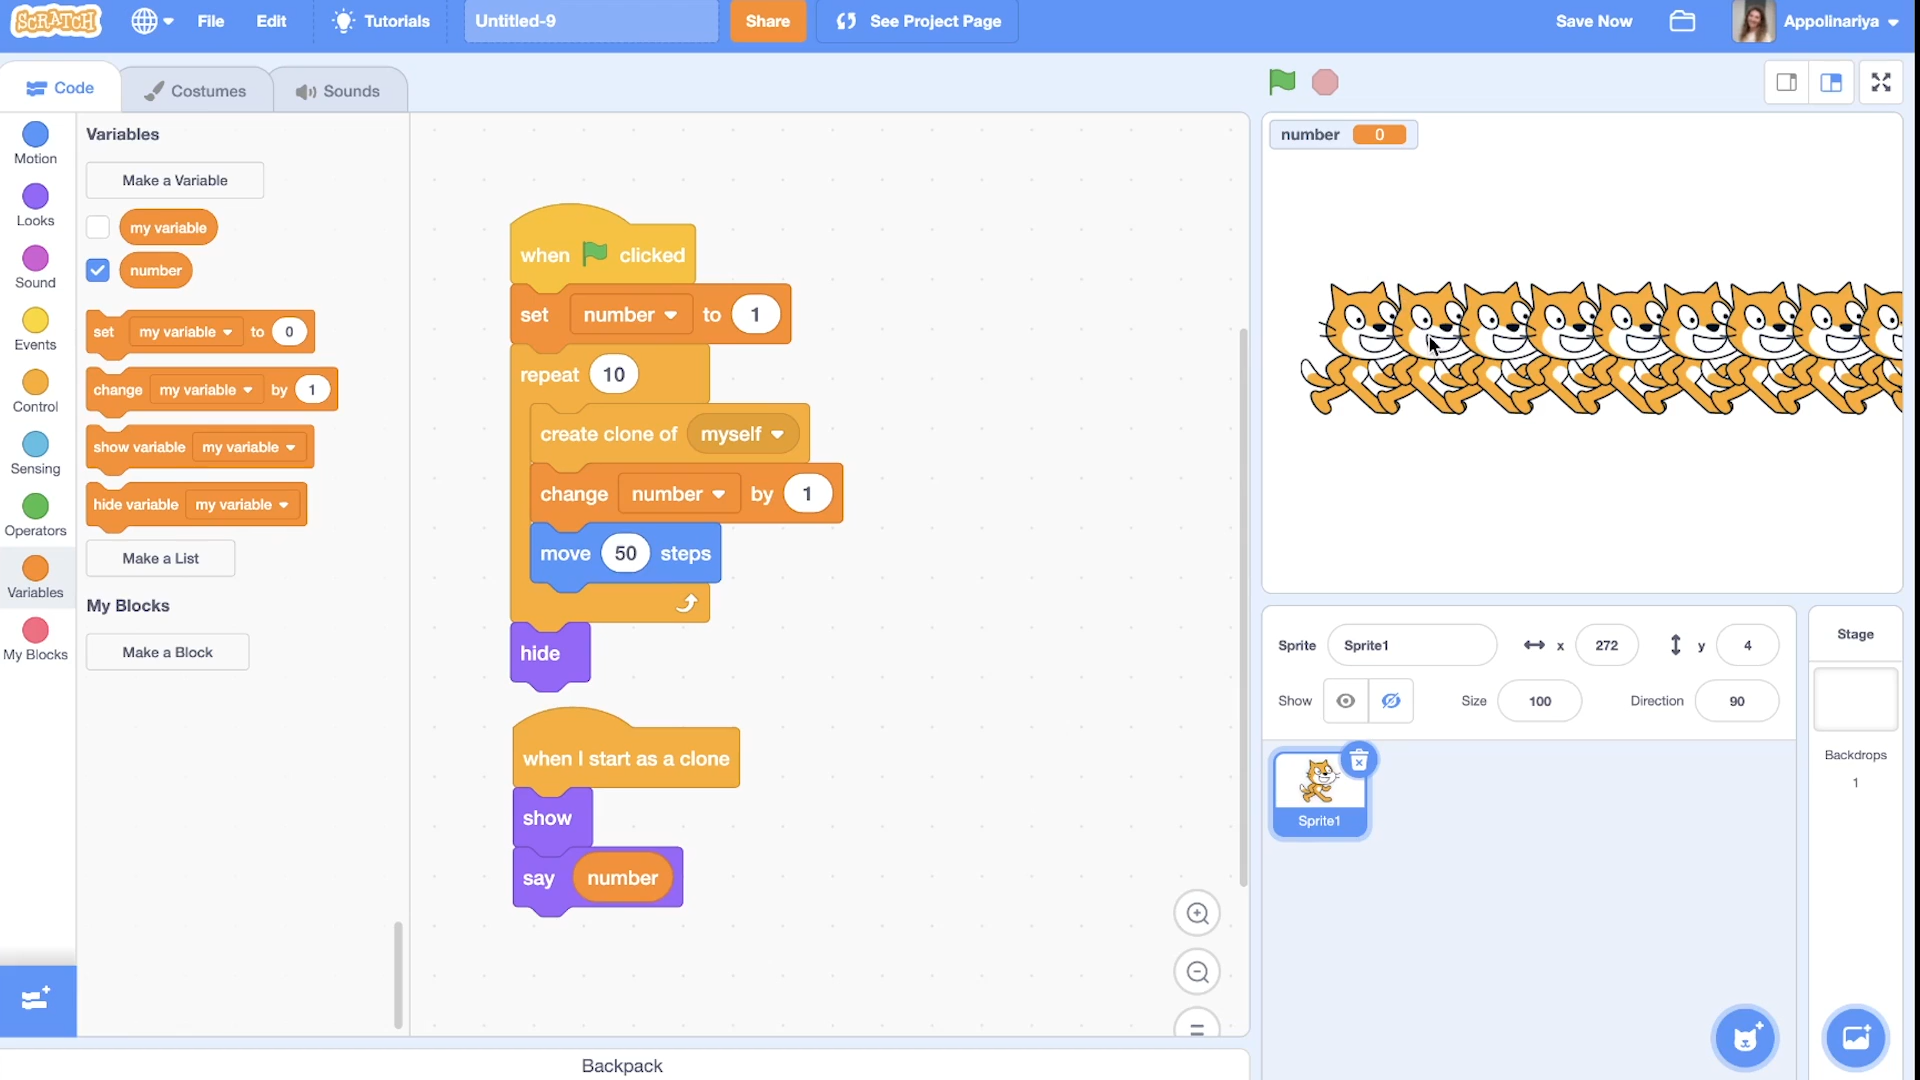 SCRATCH File Edit Tutorials Untitled-9 Share See Project Page Save Now Appolinariya
Code Costumes Sounds
Motion
Looks
Sound
Events
Control
Sensing
Operators
Variables
My Blocks
Variables
Make a Variable
my variable
number
set my variable to 0
change my variable by 1
show variable my variable
hide variable my variable
Make a List
My Blocks
Make a Block
when clicked
set number to 1
repeat 10
create clone of myself
change number by 1
move 50 steps
hide
when I start as a clone
show
say number
Backpack
number 0
Sprite Sprite1 x 272 y 4
Show Size 100 Direction 90
Sprite1
Stage
Backdrops
1